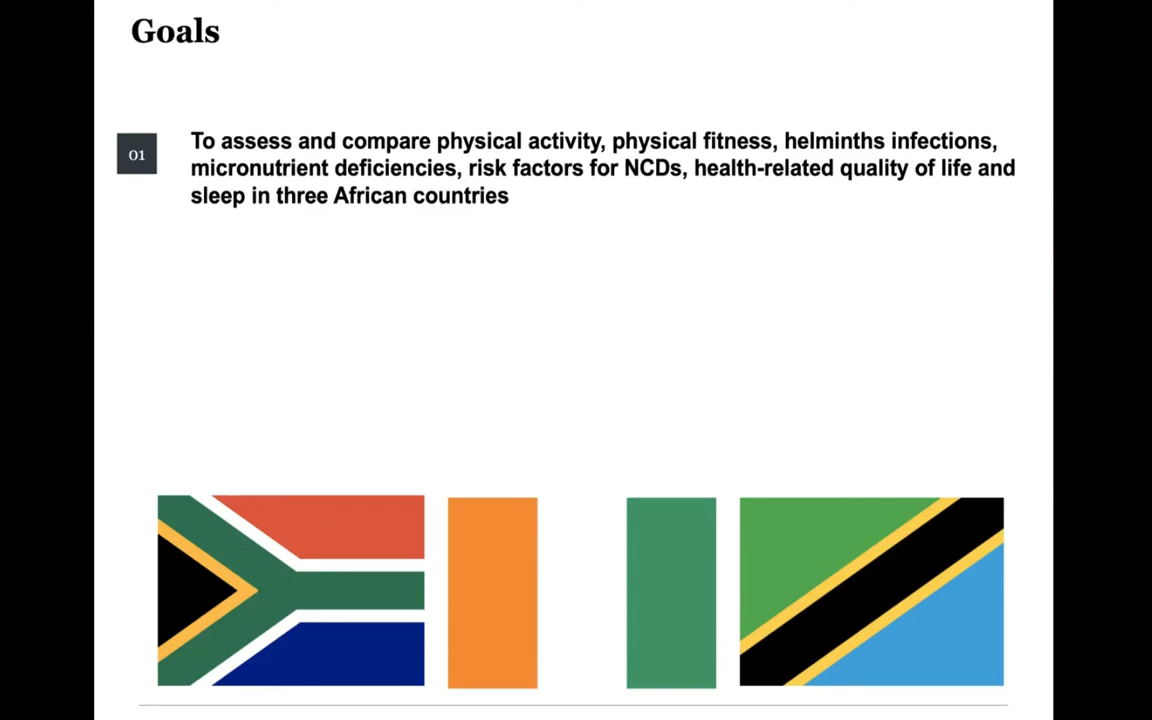 Goals
01
To assess and compare physical activity, physical fitness, helminths infections,
micronutrient deficiencies, risk factors for NCDs, health-related quality of life and
sleep in three African countries